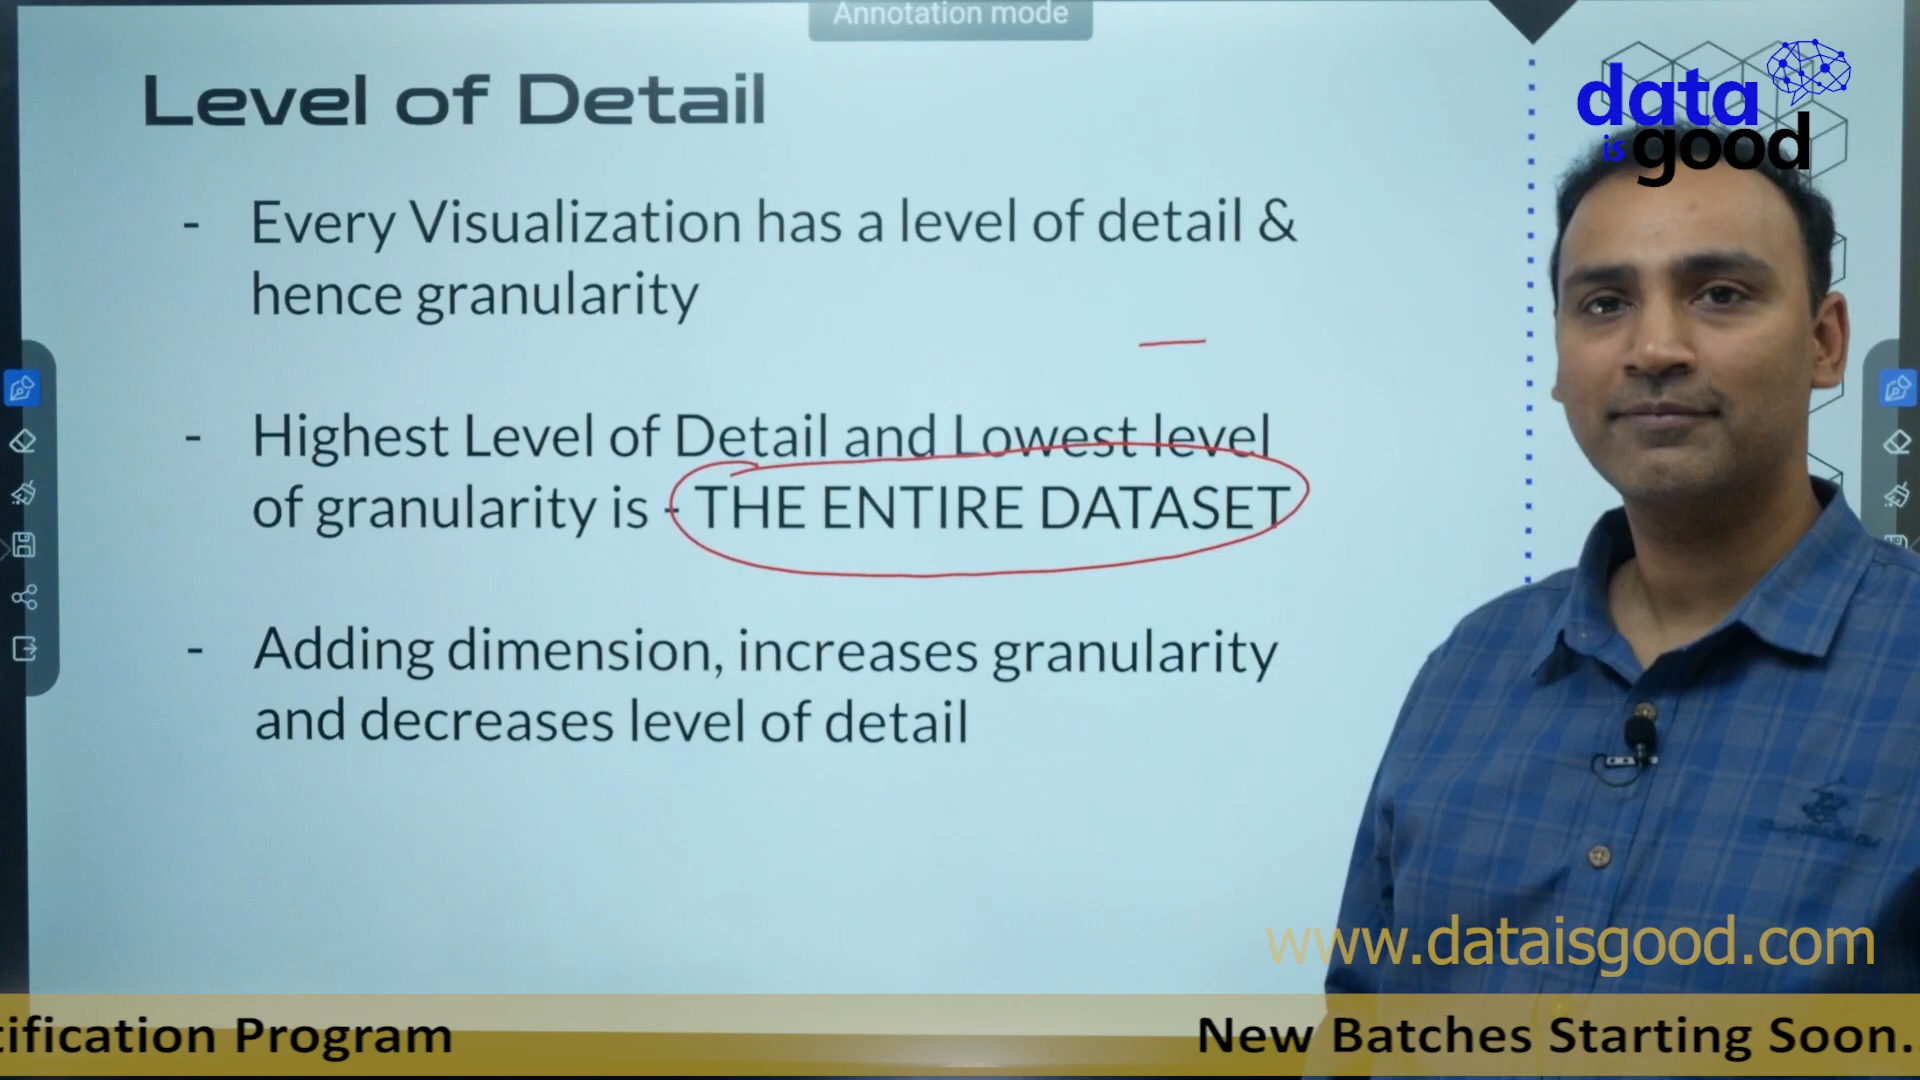 Annotation mode
Level of Detail
data
is good
- Every Visualization has a level of detail &
hence granularity
- Highest Level of Detail and Lowest level
of granularity is - THE ENTIRE DATASET
- Adding dimension, increases granularity
and decreases level of detail
www.dataisgood.com
tification Program
New Batches Starting Soon.